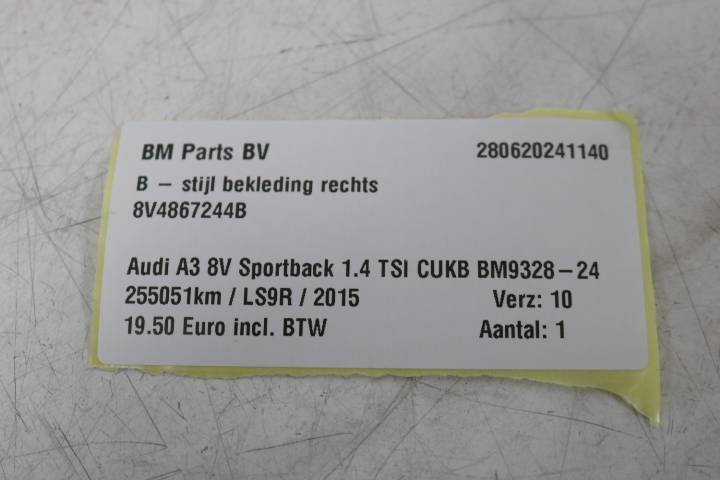 BM Parts BV 280620241140
B – stijl bekleding rechts
8V4867244B
Audi A3 8V Sportback 1.4 TSI CUKB BM9328–24
255051km / LS9R / 2015 Verz: 10
19.50 Euro incl. BTW Aantal: 1